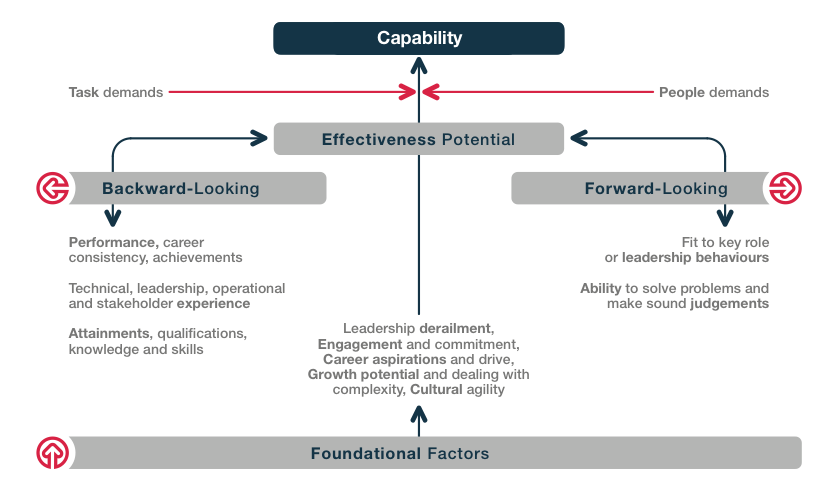 Capability
Task demands
People demands
Effectiveness Potential
Backward-Looking
Forward-Looking
Performance, career
consistency, achievements
Technical, leadership, operational
and stakeholder experience
Attainments, qualifications,
knowledge and skills
Fit to key role
or leadership behaviours
Ability to solve problems and
make sound judgements
Leadership derailment,
Engagement and commitment,
Career aspirations and drive,
Growth potential and dealing with
complexity, Cultural agility
Foundational Factors